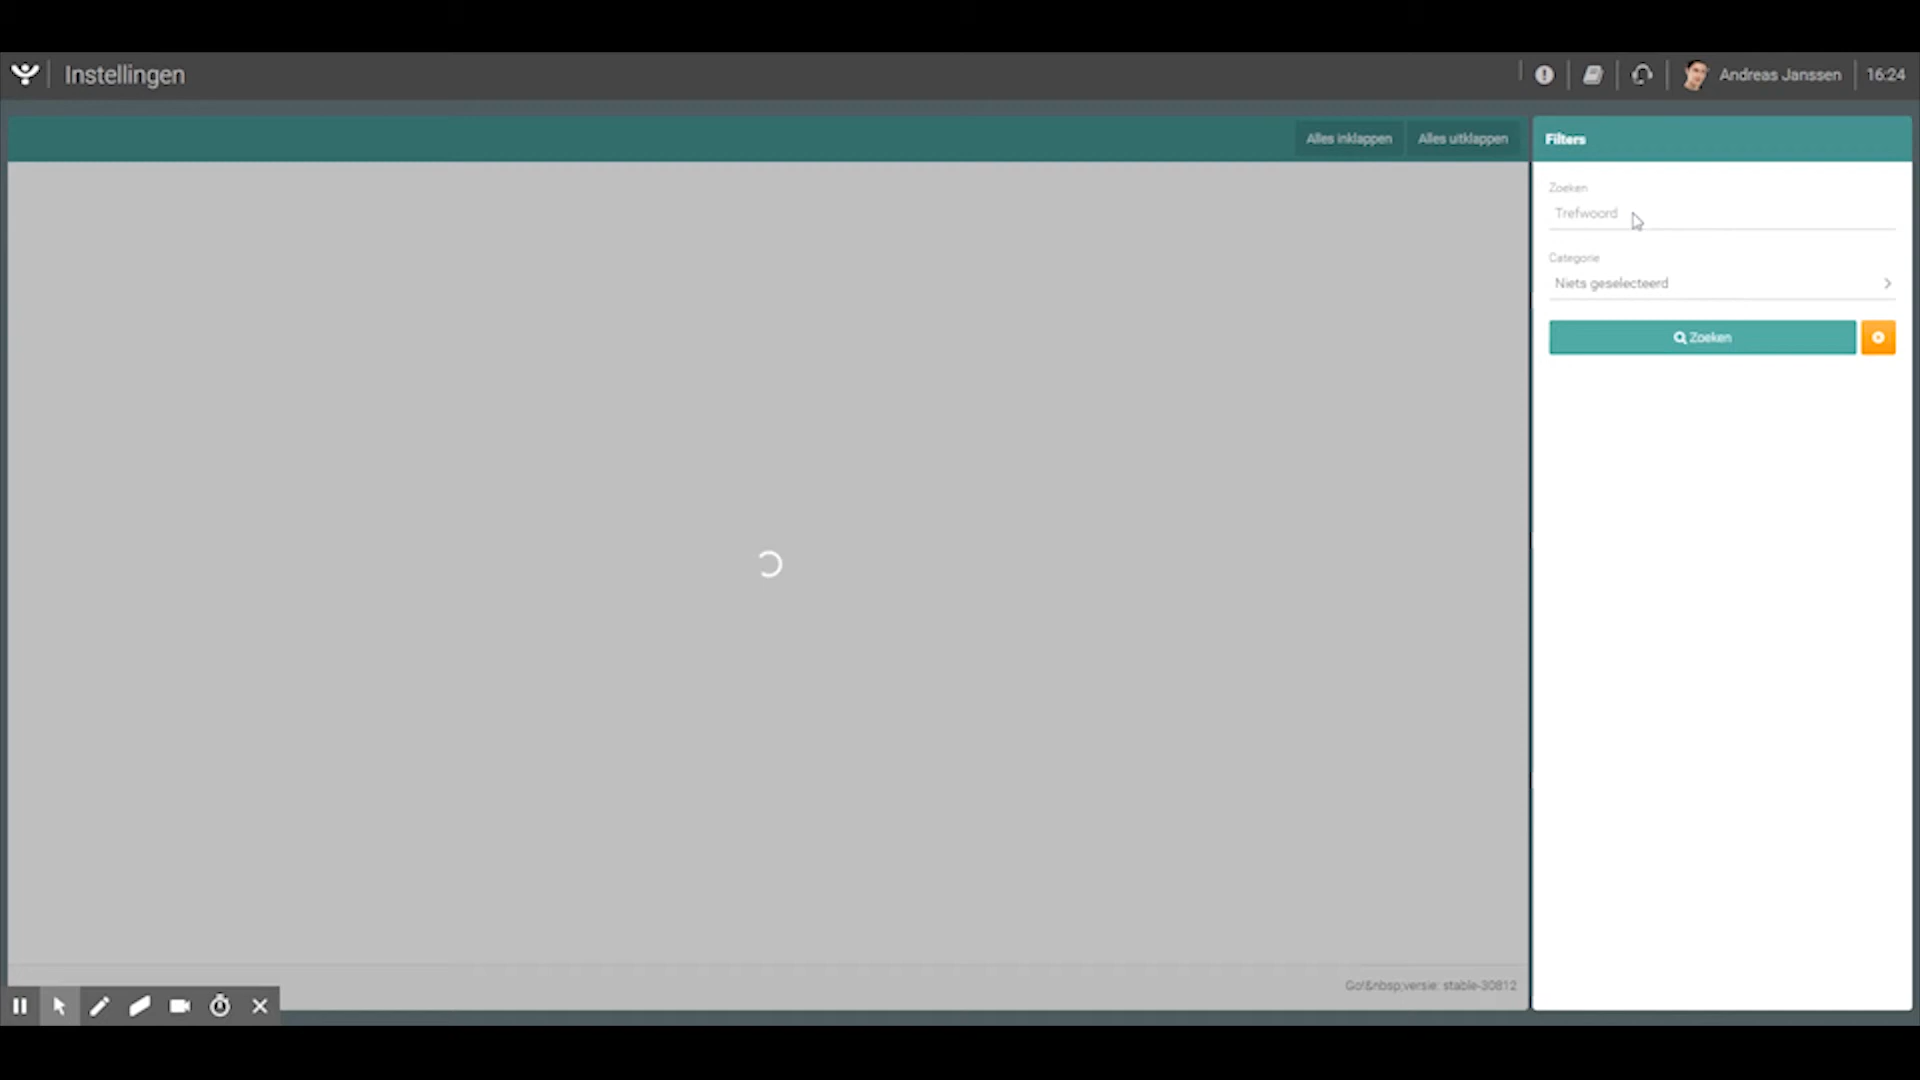 Instellingen
Andreas Janssen
16:24
Alles inklappen
Alles uitklappen
Filters
Zoeken
Trefwoord
Categorie
Niets geselecteerd
Zoeken
Go!&nbsp;versie: stable-30812